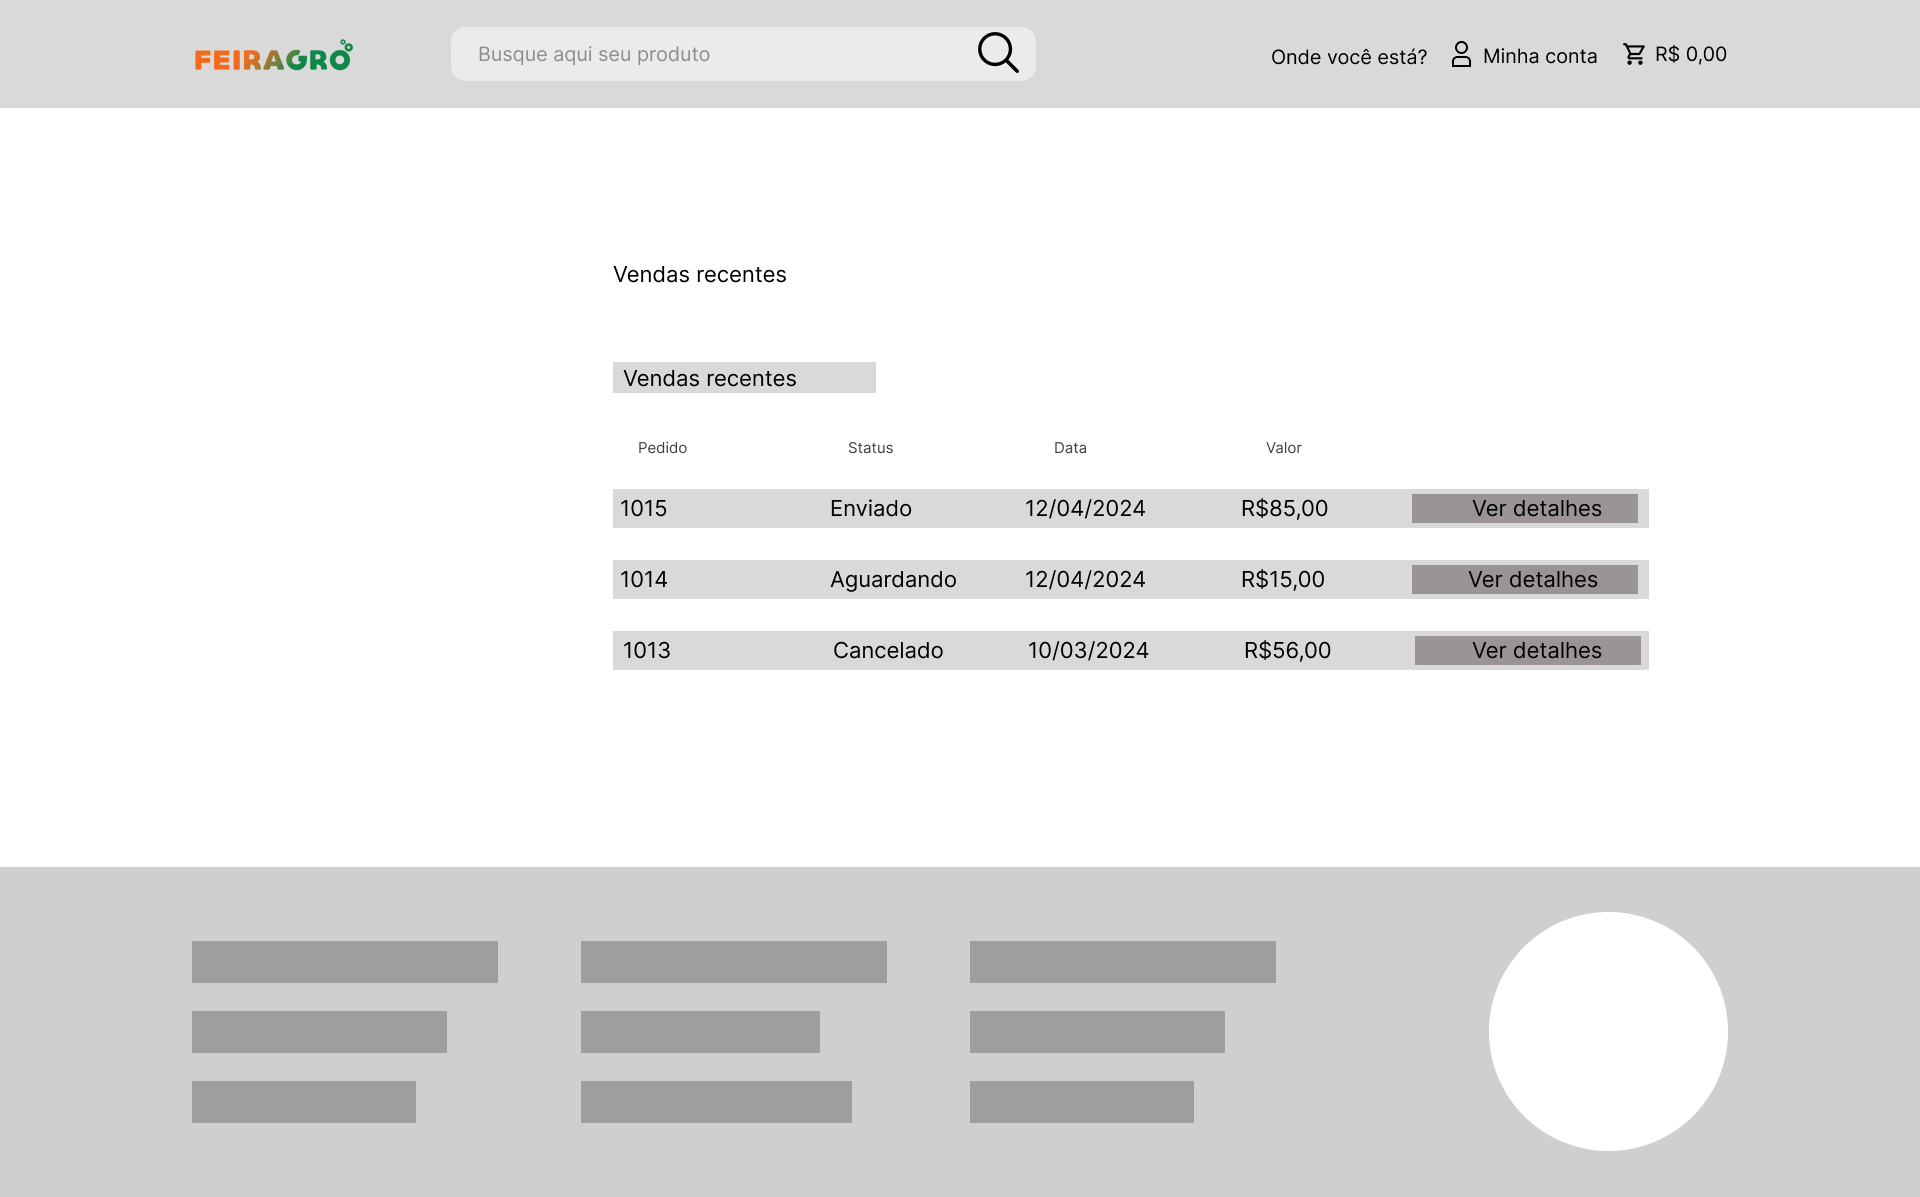 FEIRAGRO
Busque aqui seu produto
Onde você está?
Minha conta
R$ 0,00
Vendas recentes
Vendas recentes
Pedido Status Data Valor
1015 Enviado 12/04/2024 R$85,00 Ver detalhes
1014 Aguardando 12/04/2024 R$15,00 Ver detalhes
1013 Cancelado 10/03/2024 R$56,00 Ver detalhes